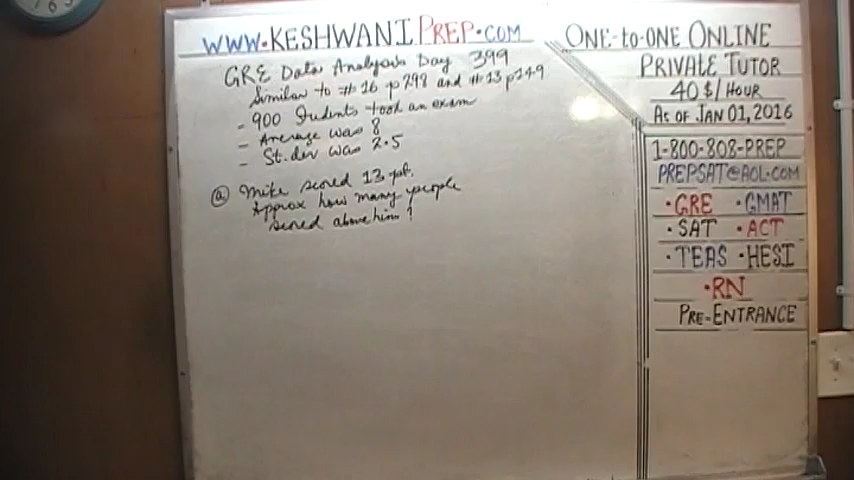 WWW.KESHWANIPREP.COM
GRE Data Analysis Day 399
Similar to #16 p298 and #13 p149
- 900 Students took an exam
- Average was 8
- St.dev was 2.5
(a) Mike scored 13 pt.
Approx how many people
scored above him?
ONE-to-ONE ONLINE
PRIVATE TUTOR
40 $/HOUR
AS OF JAN 01, 2016
1-800-808-PREP
PREPSAT@AOL.COM
•GRE •GMAT
•SAT •ACT
•TEAS •HESI
•RN
PRE-ENTRANCE